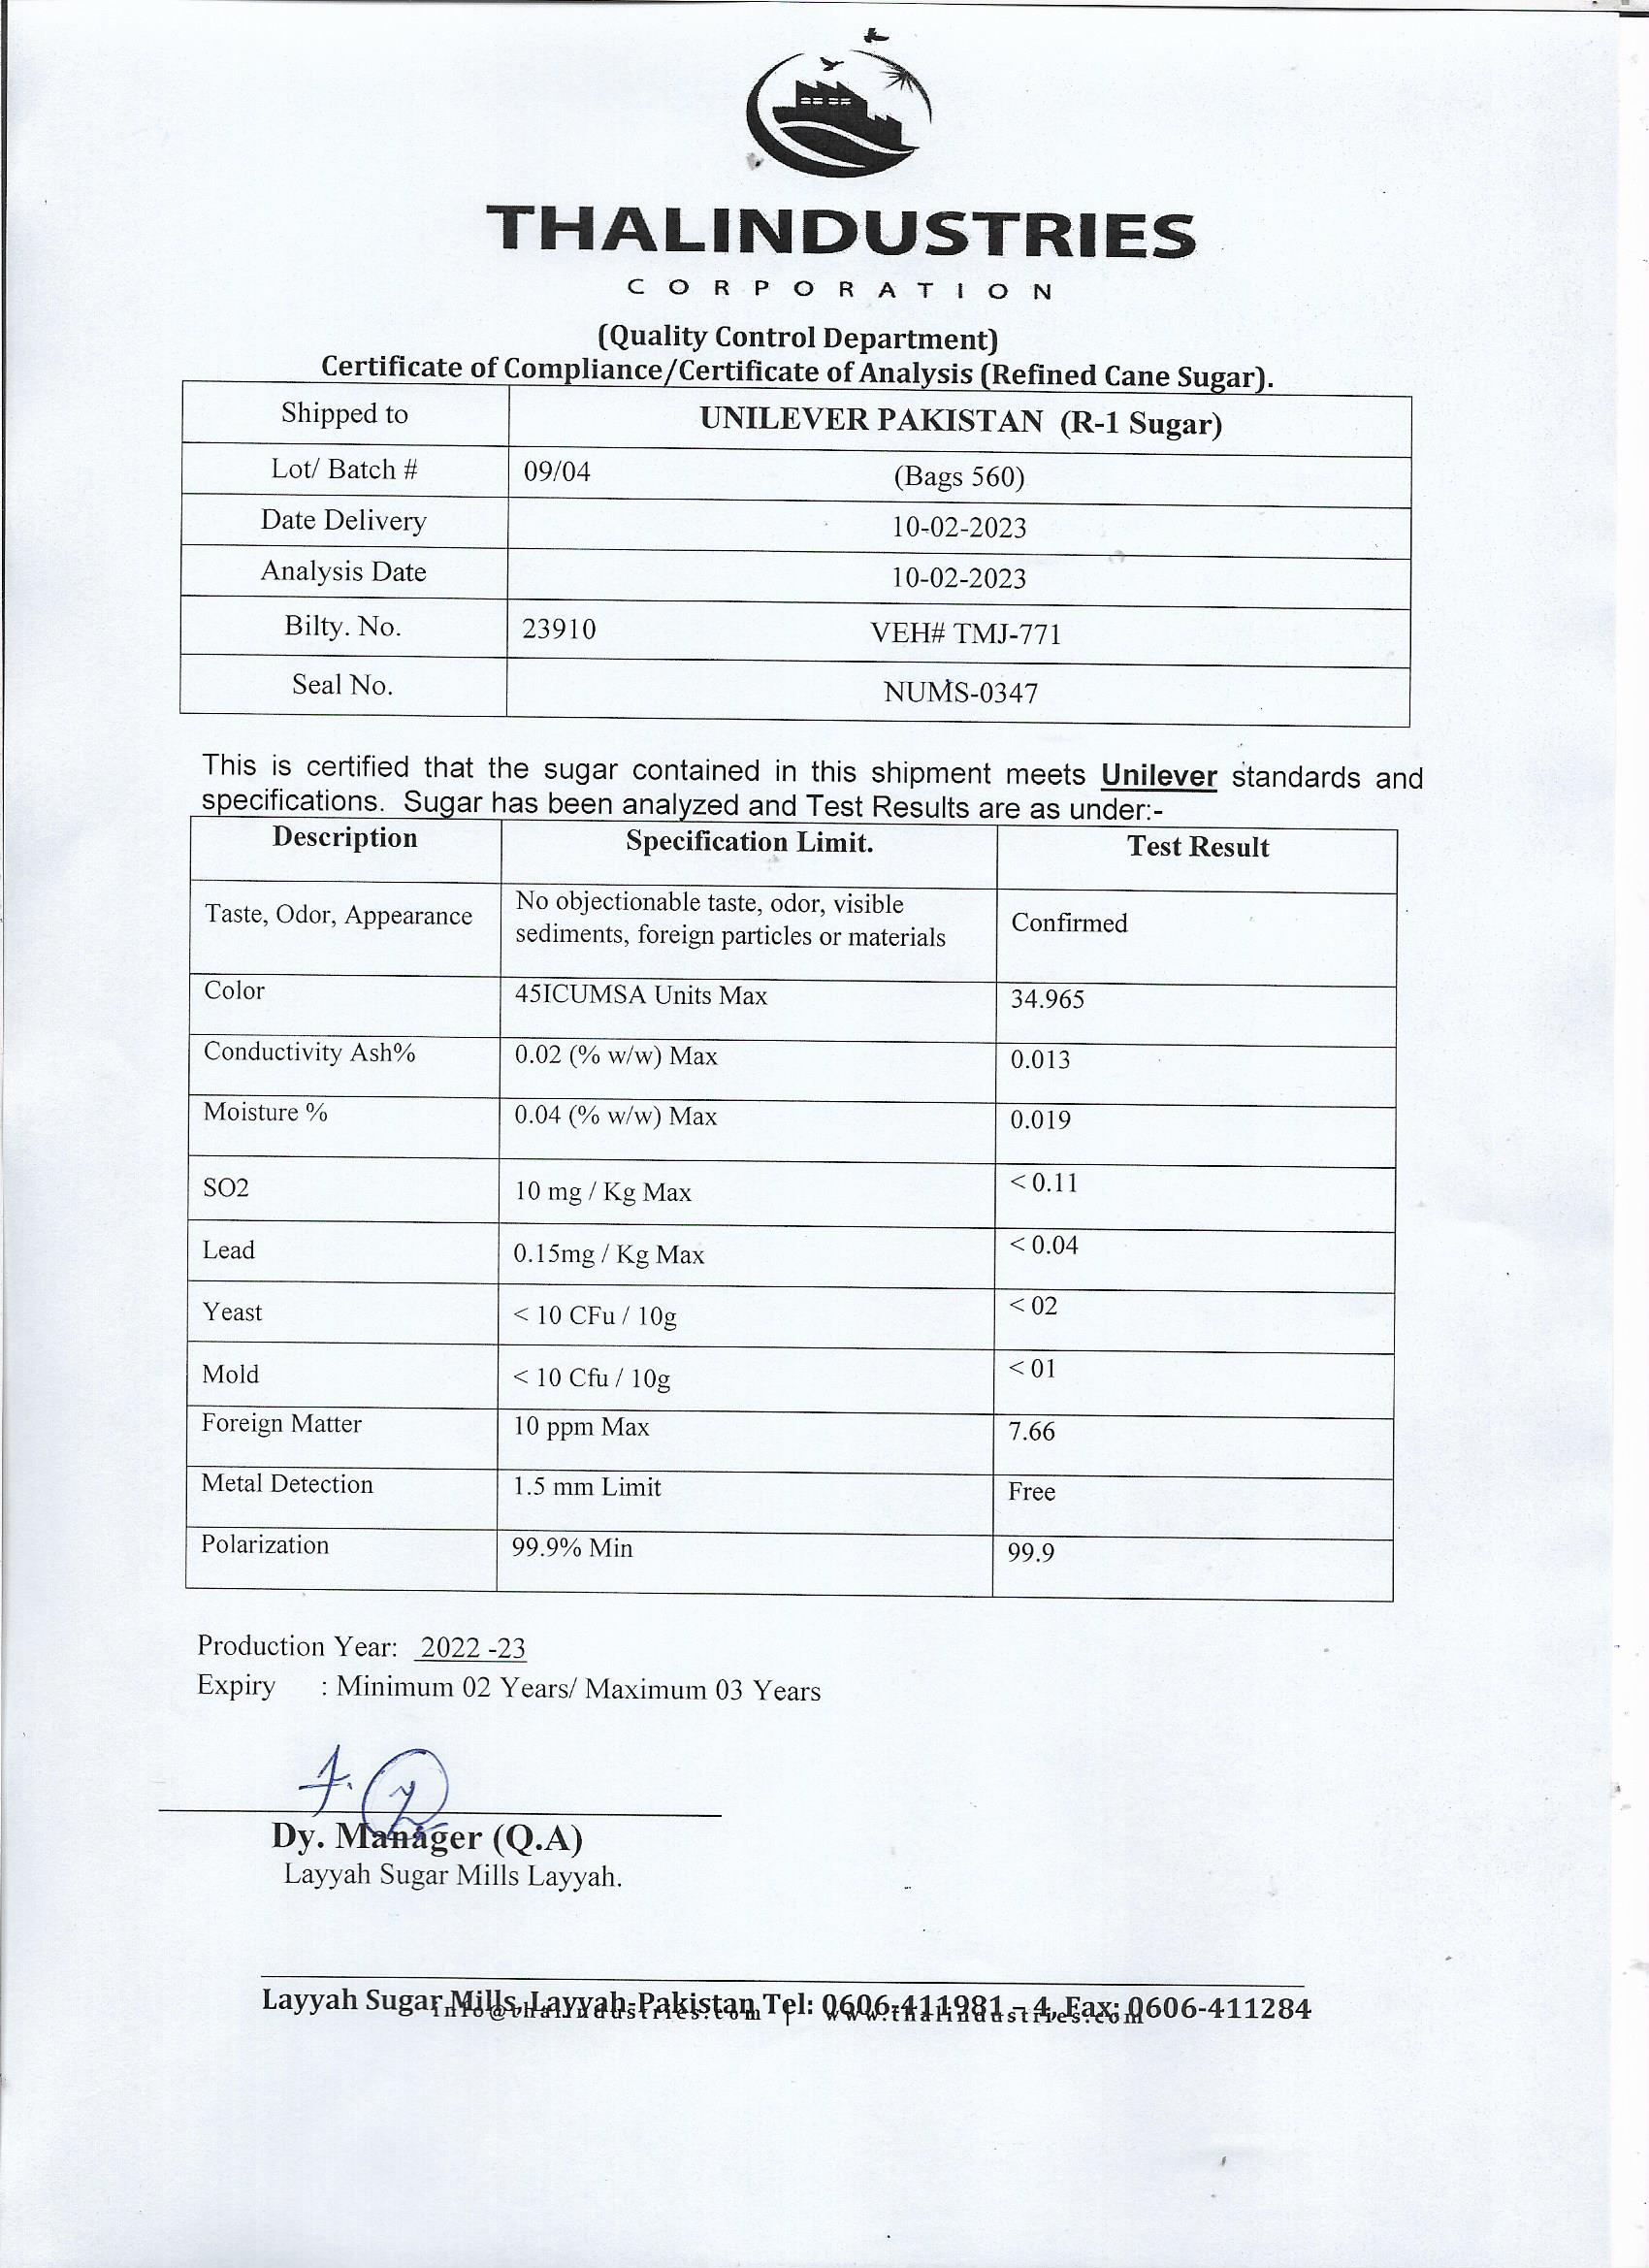 THALINDUSTRIES
CORPORATION
(Quality Control Department)
Certificate of Compliance/Certificate of Analysis (Refined Cane Sugar).
Shipped to UNILEVER PAKISTAN (R-1 Sugar)
Lot/ Batch # 09/04 (Bags 560)
Date Delivery 10-02-2023
Analysis Date 10-02-2023
Bilty. No. 23910 VEH# TMJ-771
Seal No. NUMS-0347
This is certified that the sugar contained in this shipment meets Unilever standards and
specifications. Sugar has been analyzed and Test Results are as under:-
Description Specification Limit. Test Result
Taste, Odor, Appearance No objectionable taste, odor, visible
sediments, foreign particles or materials Confirmed
Color 45ICUMSA Units Max 34.965
Conductivity Ash% 0.02 (% w/w) Max 0.013
Moisture % 0.04 (% w/w) Max 0.019
SO2 10 mg / Kg Max < 0.11
Lead 0.15mg / Kg Max < 0.04
Yeast < 10 CFu / 10g < 02
Mold < 10 Cfu / 10g < 01
Foreign Matter 10 ppm Max 7.66
Metal Detection 1.5 mm Limit Free
Polarization 99.9% Min 99.9
Production Year: 2022 -23
Expiry : Minimum 02 Years/ Maximum 03 Years
Dy. Manager (Q.A)
Layyah Sugar Mills Layyah.
Layyah Sugar Mills, Layyah-Pakistan Tel: 0606-411981 – 4, Fax: 0606-411284
info@thalindustries.com | www.thalindustries.com